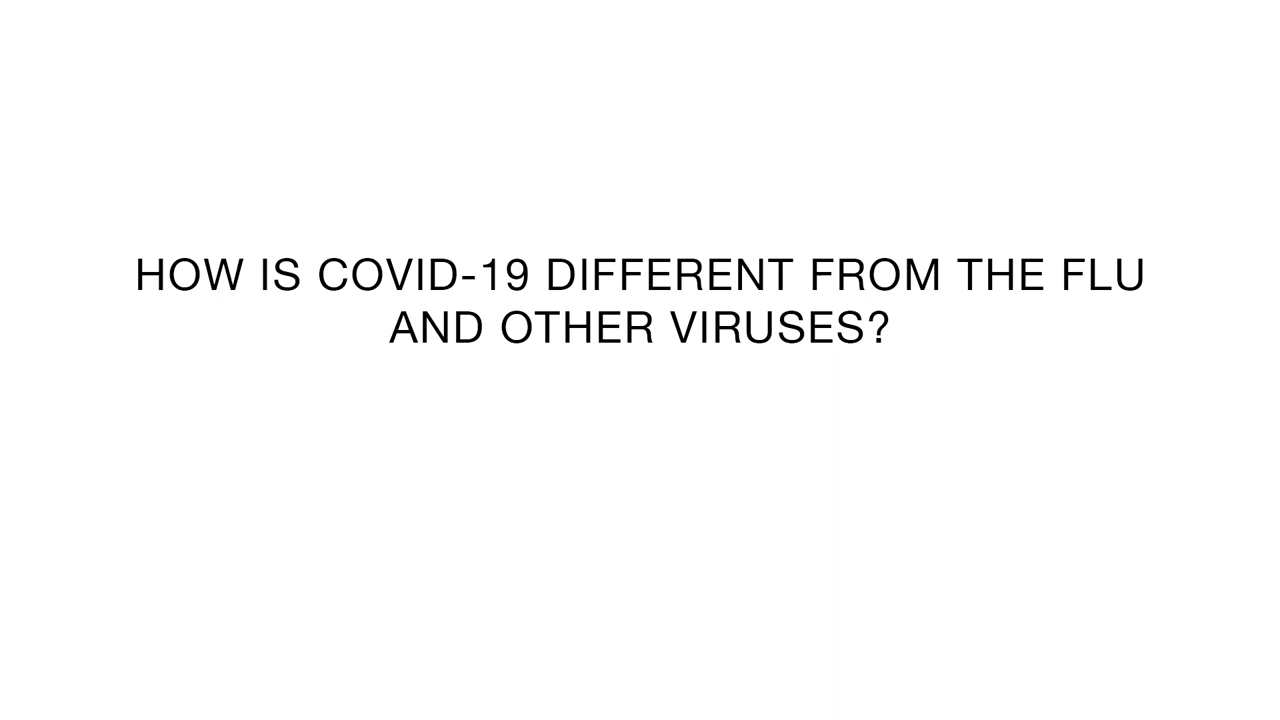 HOW IS COVID-19 DIFFERENT FROM THE FLU
AND OTHER VIRUSES?